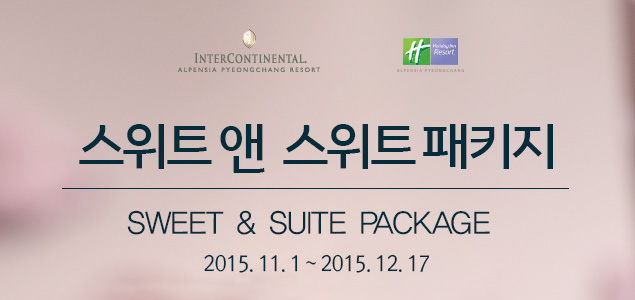 INTERCONTINENTAL.
ALPENSIA PYEONGCHANG RESORT
H
Holiday Inn
Resort
ALPENSIA PYEONGCHANG
스위트 앤 스위트 패키지
SWEET & SUITE PACKAGE
2015. 11. 1 ~ 2015. 12. 17